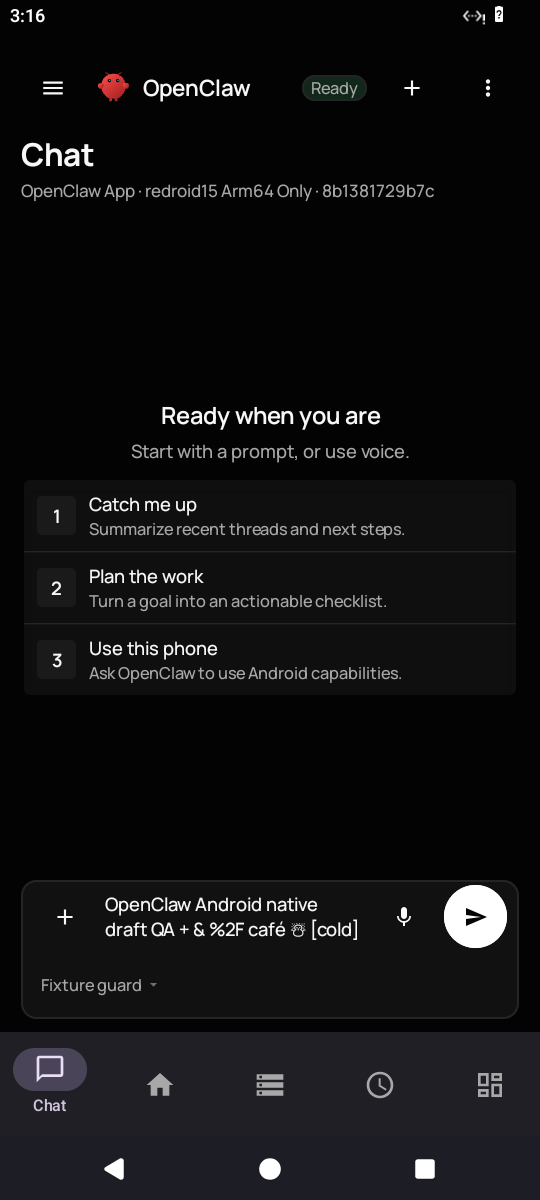 3:16
OpenClaw
Ready
Chat
OpenClaw App · redroid15 Arm64 Only · 8b1381729b7c
Ready when you are
Start with a prompt, or use voice.
1
Catch me up
Summarize recent threads and next steps.
2
Plan the work
Turn a goal into an actionable checklist.
3
Use this phone
Ask OpenClaw to use Android capabilities.
OpenClaw Android native
draft QA + & %2F café ☃ [cold]
Fixture guard
Chat